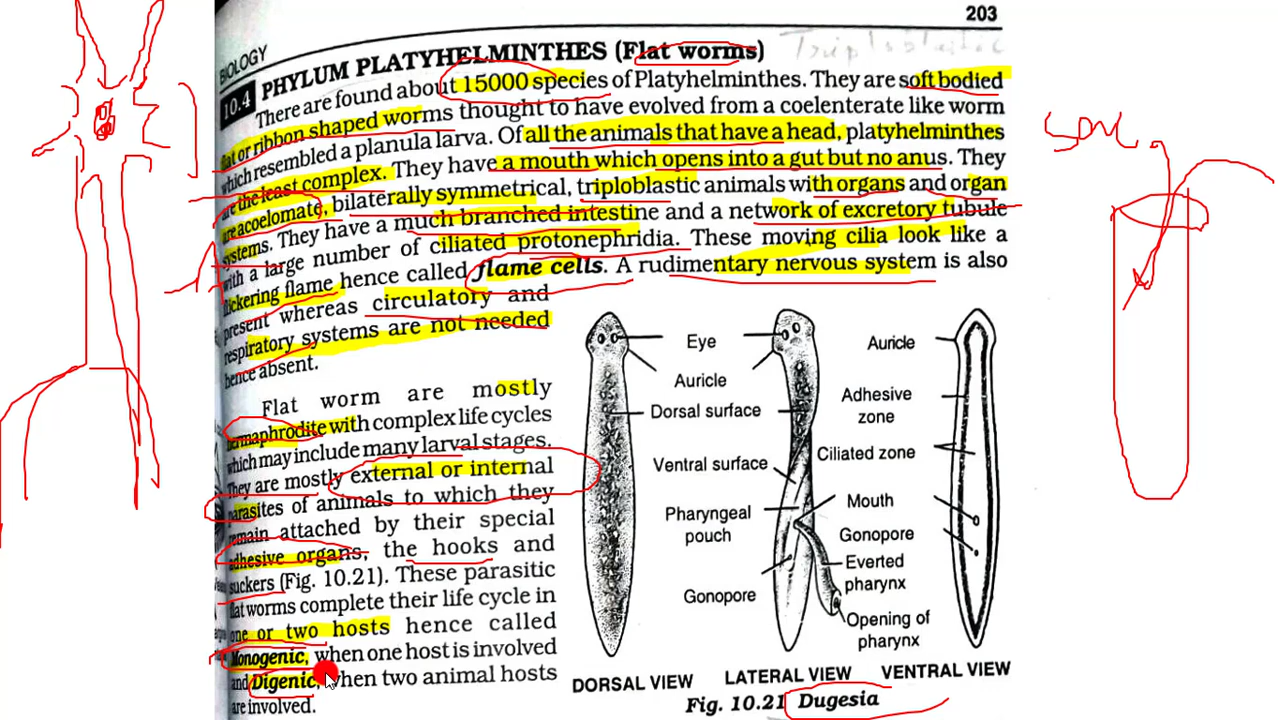 203
BIOLOGY
10.4 PHYLUM PLATYHELMINTHES (Flat worms)
Triploblastic
There are found about 15000 species of Platyhelminthes. They are soft bodied
flat or ribbon shaped worms thought to have evolved from a coelenterate like worm
which resembled a planula larva. Of all the animals that have a head, platyhelminthes
are the least complex. They have a mouth which opens into a gut but no anus. They
are acoelomate, bilaterally symmetrical, triploblastic animals with organs and organ
systems. They have a much branched intestine and a network of excretory tubule
with a large number of ciliated protonephridia. These moving cilia look like a
flickering flame hence called flame cells. A rudimentary nervous system is also
present whereas circulatory and
respiratory systems are not needed
hence absent.
Flat worm are mostly
hermaphrodite with complex life cycles
which may include many larval stages.
They are mostly external or internal
parasites of animals to which they
remain attached by their special
adhesive organs, the hooks and
suckers (Fig. 10.21). These parasitic
flat worms complete their life cycle in
one or two hosts hence called
Monogenic, when one host is involved
and Digenic, when two animal hosts
are involved.
Eye
Auricle
Dorsal surface
Ventral surface
Pharyngeal
pouch
Gonopore
Auricle
Adhesive
zone
Ciliated zone
Mouth
Gonopore
Everted
pharynx
Opening of
pharynx
DORSAL VIEW
LATERAL VIEW
VENTRAL VIEW
Fig. 10.21 Dugesia